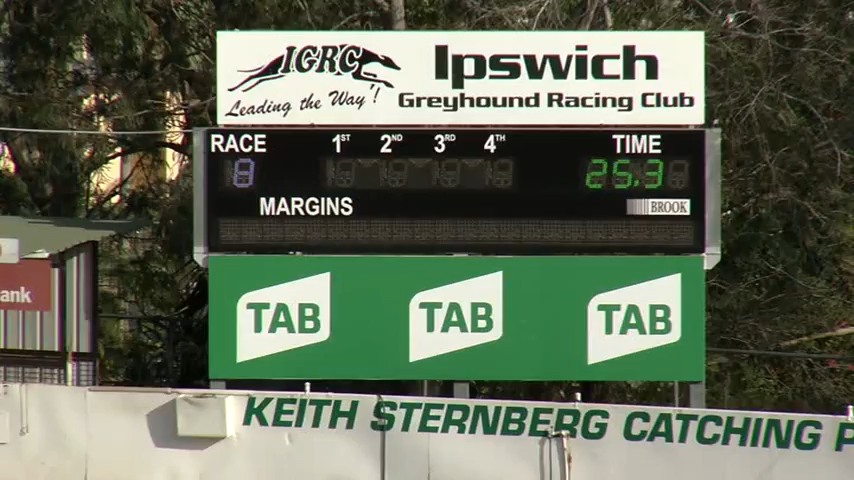 IGRC
Leading the Way'!
Ipswich
Greyhound Racing Club
RACE 1ST 2ND 3RD 4TH TIME
8 25.3
MARGINS BROOK
TAB TAB TAB
ank
KEITH STERNBERG CATCHING P